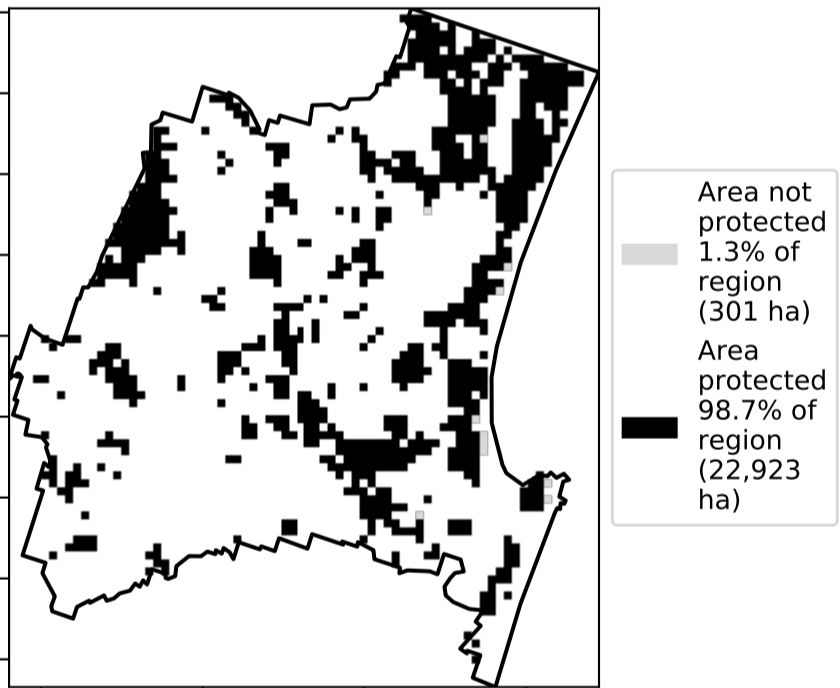 Area not
protected
1.3% of
region
(301 ha)
Area
protected
98.7% of
region
(22,923
ha)